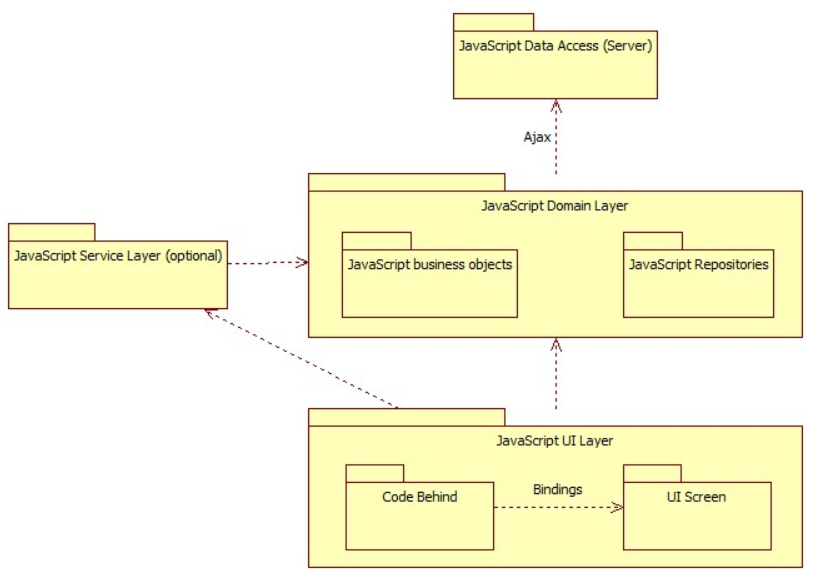 JavaScript Data Access (Server)
Ajax
JavaScript Domain Layer
JavaScript Service Layer (optional)
JavaScript business objects
JavaScript Repositories
JavaScript UI Layer
Code Behind
Bindings
UI Screen